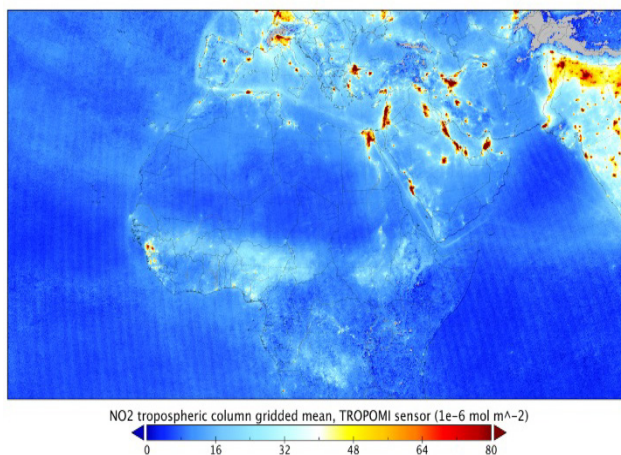 NO2 tropospheric column gridded mean, TROPOMI sensor (1e-6 mol m^-2)
0 16 32 48 64 80